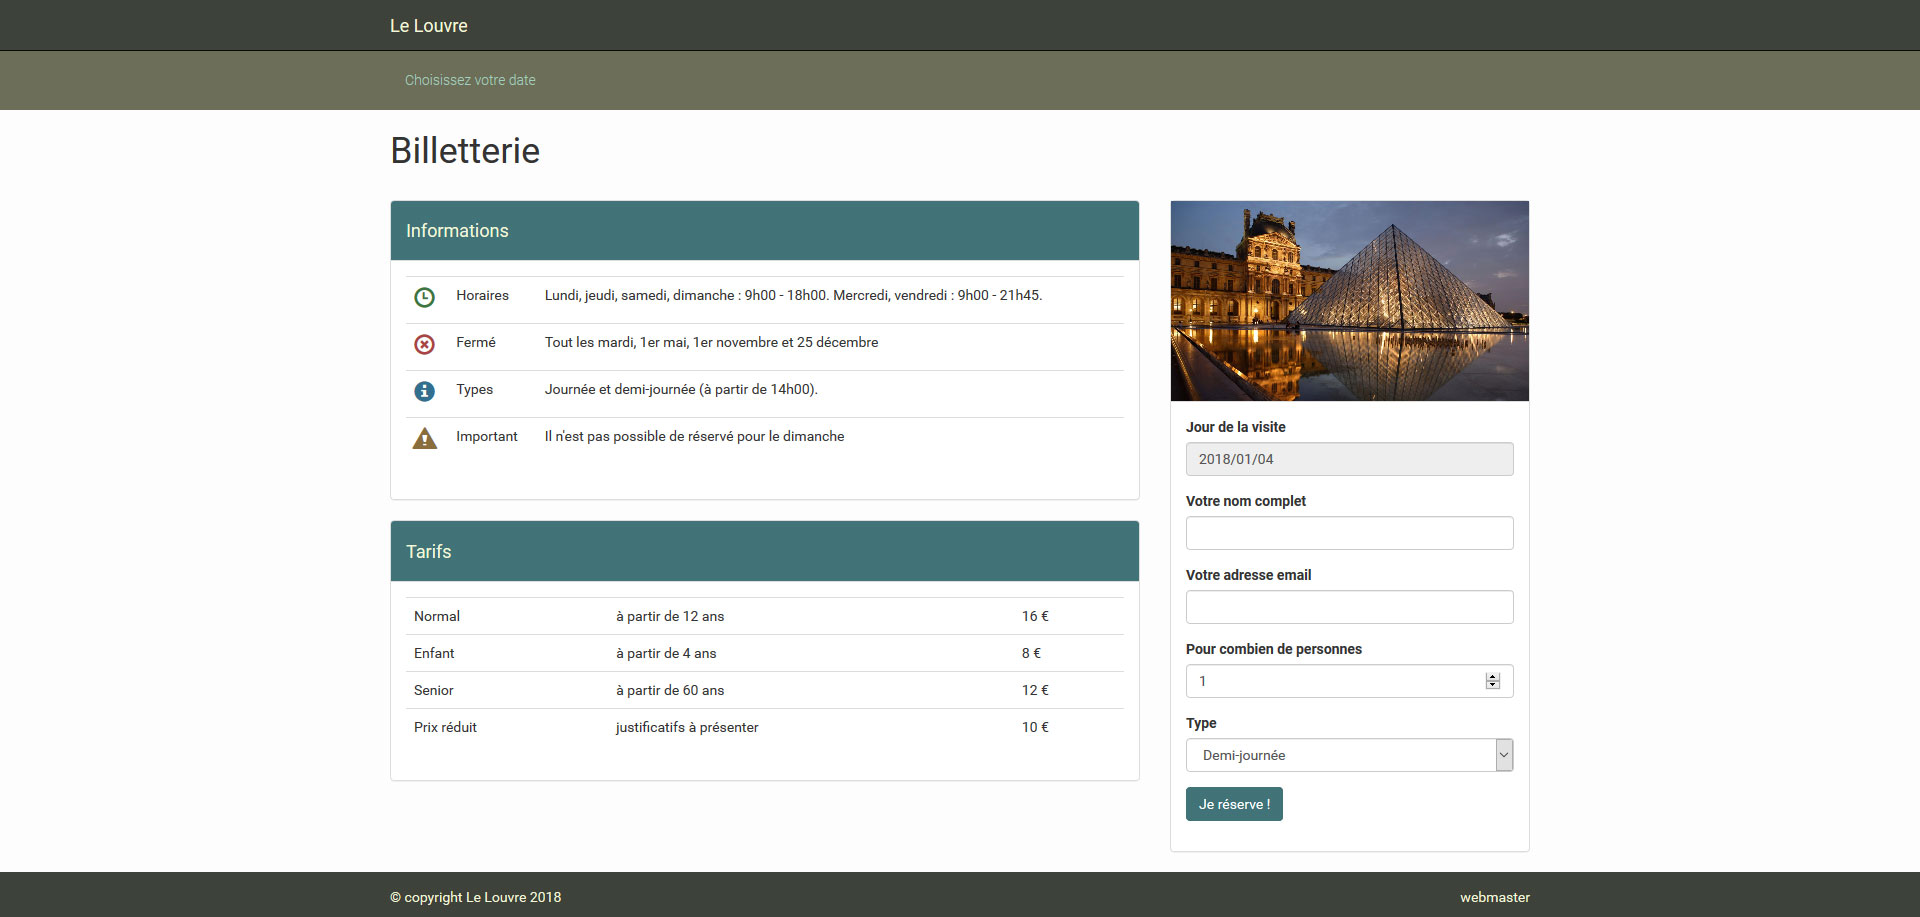 Le Louvre
Choisissez votre date
Billetterie
Informations
Horaires Lundi, jeudi, samedi, dimanche : 9h00 - 18h00. Mercredi, vendredi : 9h00 - 21h45.
Fermé Tout les mardi, 1er mai, 1er novembre et 25 décembre
Types Journée et demi-journée (à partir de 14h00).
Important Il n'est pas possible de réservé pour le dimanche
Tarifs
Normal à partir de 12 ans 16 €
Enfant à partir de 4 ans 8 €
Senior à partir de 60 ans 12 €
Prix réduit justificatifs à présenter 10 €
Jour de la visite
2018/01/04
Votre nom complet
Votre adresse email
Pour combien de personnes
1
Type
Demi-journée
Je réserve !
© copyright Le Louvre 2018
webmaster